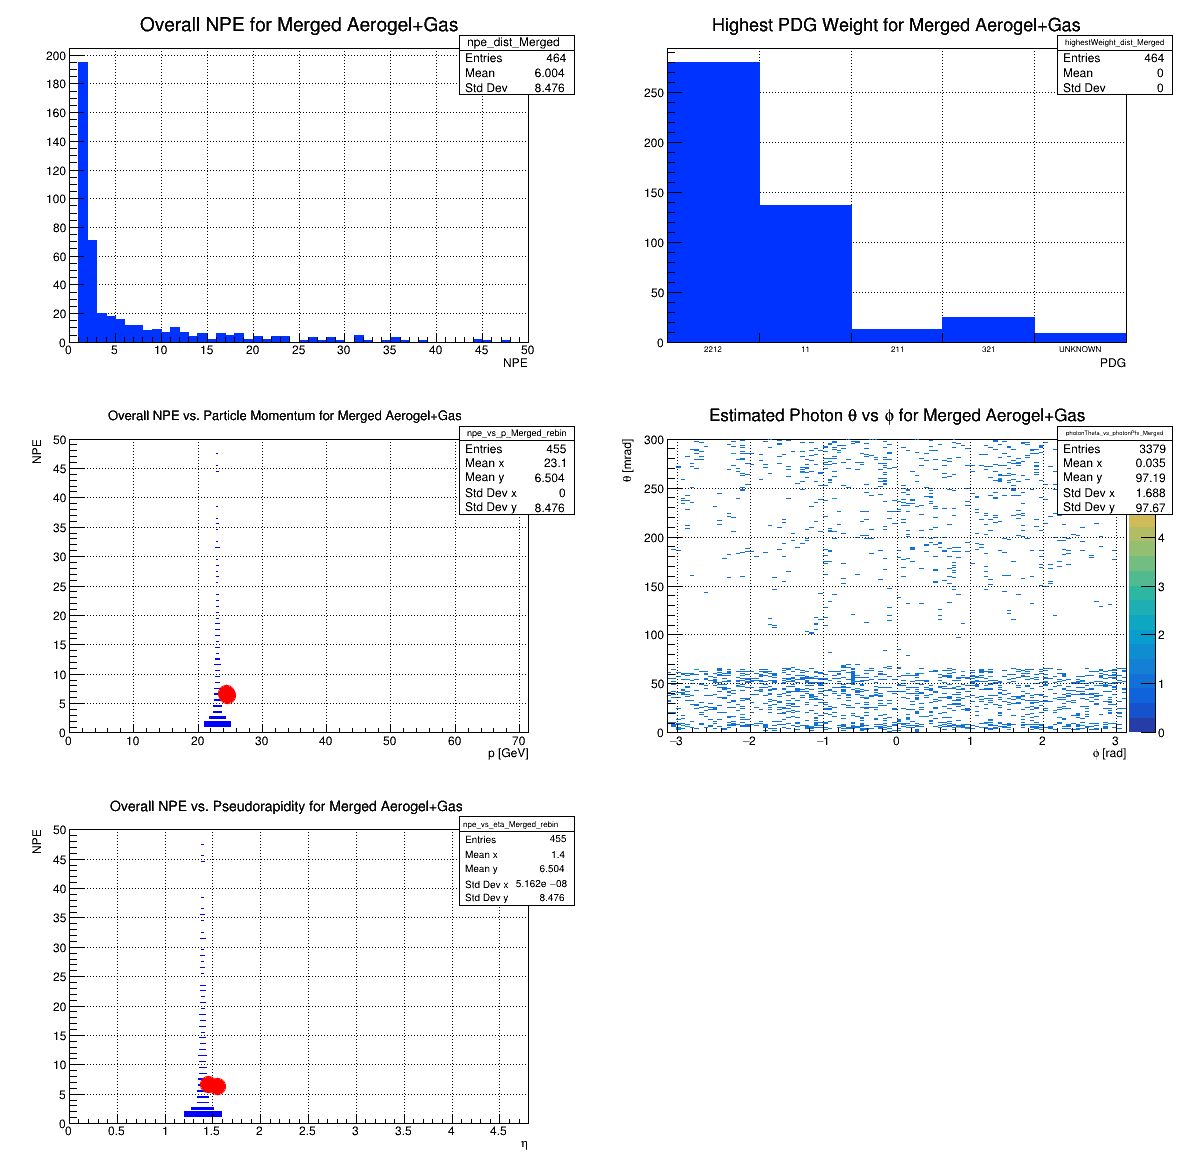 Overall NPE for Merged Aerogel+Gas
npe_dist_Merged
Entries 464
Mean 6.004
Std Dev 8.476
200
180
160
140
120
100
80
60
40
20
0
0 5 10 15 20 25 30 35 40 45 50
NPE
Highest PDG Weight for Merged Aerogel+Gas
highestWeight_dist_Merged
Entries 464
Mean 0
Std Dev 0
250
200
150
100
50
0
2212 11 211 321 UNKNOWN
PDG
Overall NPE vs. Particle Momentum for Merged Aerogel+Gas
npe_vs_p_Merged_rebin
Entries 455
Mean x 23.1
Mean y 6.504
Std Dev x 0
Std Dev y 8.476
NPE
50
45
40
35
30
25
20
15
10
5
0
0 10 20 30 40 50 60 70
p [GeV]
Estimated Photon θ vs ϕ for Merged Aerogel+Gas
photonTheta_vs_photonPhi_Merged
Entries 3379
Mean x 0.035
Mean y 97.19
Std Dev x 1.688
Std Dev y 97.67
θ [mrad]
300
250
200
150
100
50
0
−3 −2 −1 0 1 2 3
ϕ [rad]
4
3
2
1
0
Overall NPE vs. Pseudorapidity for Merged Aerogel+Gas
npe_vs_eta_Merged_rebin
Entries 455
Mean x 1.4
Mean y 6.504
Std Dev x 5.162e −08
Std Dev y 8.476
NPE
50
45
40
35
30
25
20
15
10
5
0
0 0.5 1 1.5 2 2.5 3 3.5 4 4.5
η